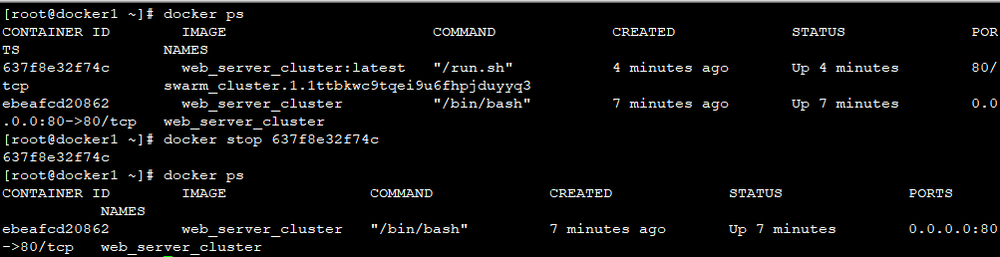 [root@docker1 ~]# docker ps
CONTAINER ID        IMAGE                       COMMAND             CREATED             STATUS              POR
TS                NAMES
637f8e32f74c        web_server_cluster:latest   "/run.sh"           4 minutes ago       Up 4 minutes        80/
tcp               swarm_cluster.1.1ttbkwc9tqei9u6fhpjduyyq3
ebeafcd20862        web_server_cluster          "/bin/bash"         7 minutes ago       Up 7 minutes        0.0
.0.0:80->80/tcp   web_server_cluster
[root@docker1 ~]# docker stop 637f8e32f74c
637f8e32f74c
[root@docker1 ~]# docker ps
CONTAINER ID        IMAGE                COMMAND             CREATED             STATUS              PORTS
           NAMES
ebeafcd20862        web_server_cluster   "/bin/bash"         7 minutes ago       Up 7 minutes        0.0.0.0:80
->80/tcp   web_server_cluster